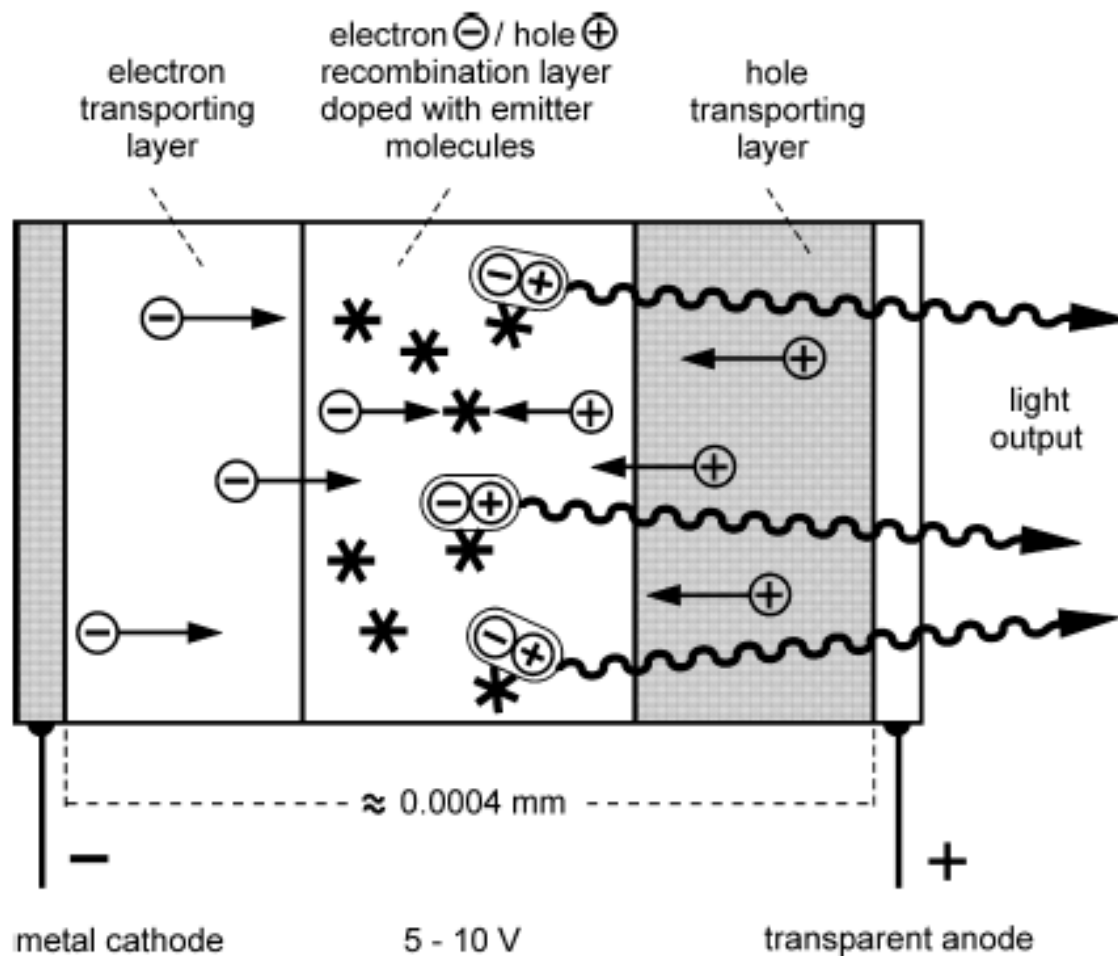 electron
transporting
layer
electron ⊖ / hole ⊕
recombination layer
doped with emitter
molecules
hole
transporting
layer
light
output
≈ 0.0004 mm
−
+
metal cathode
5 - 10 V
transparent anode